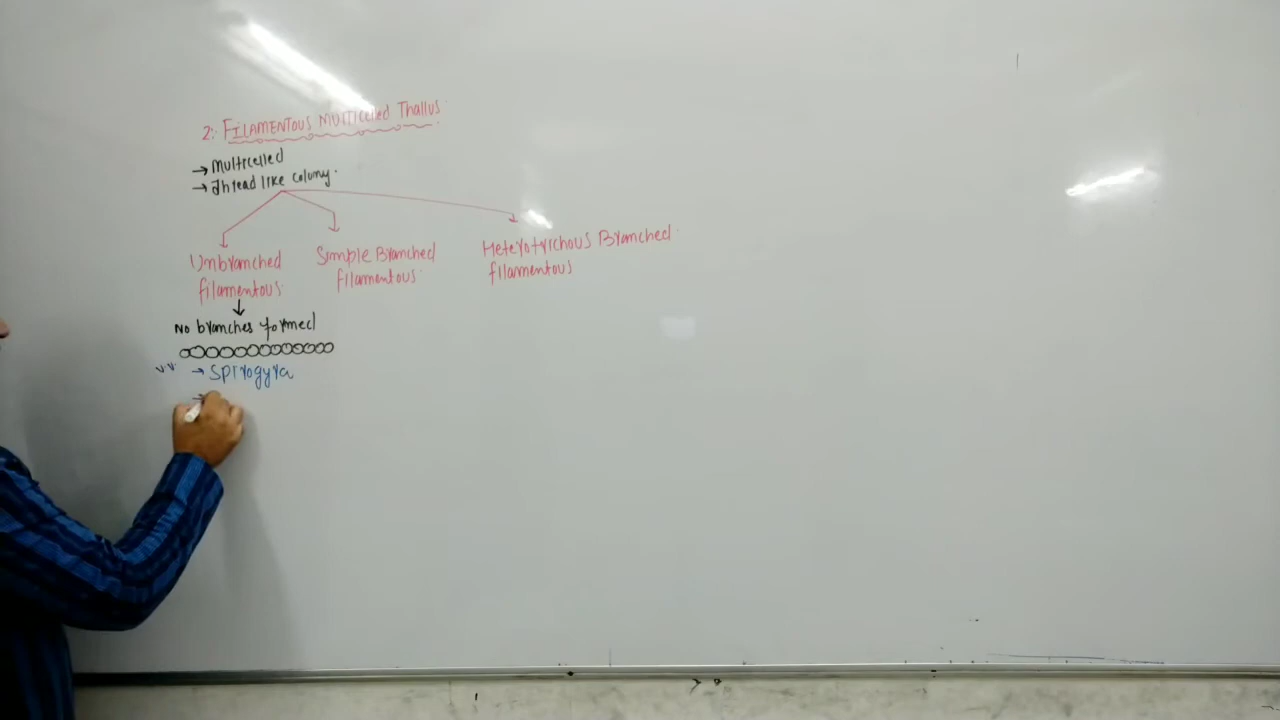 2:. FILAMENTOUS MULTICelled Thallus
→ Multicelled
→ Thread like colony.
Unbranched
filamentous
Simple Branched
filamentous
Heterotrichous Branched
filamentous
No branches formed
→ Spirogyra